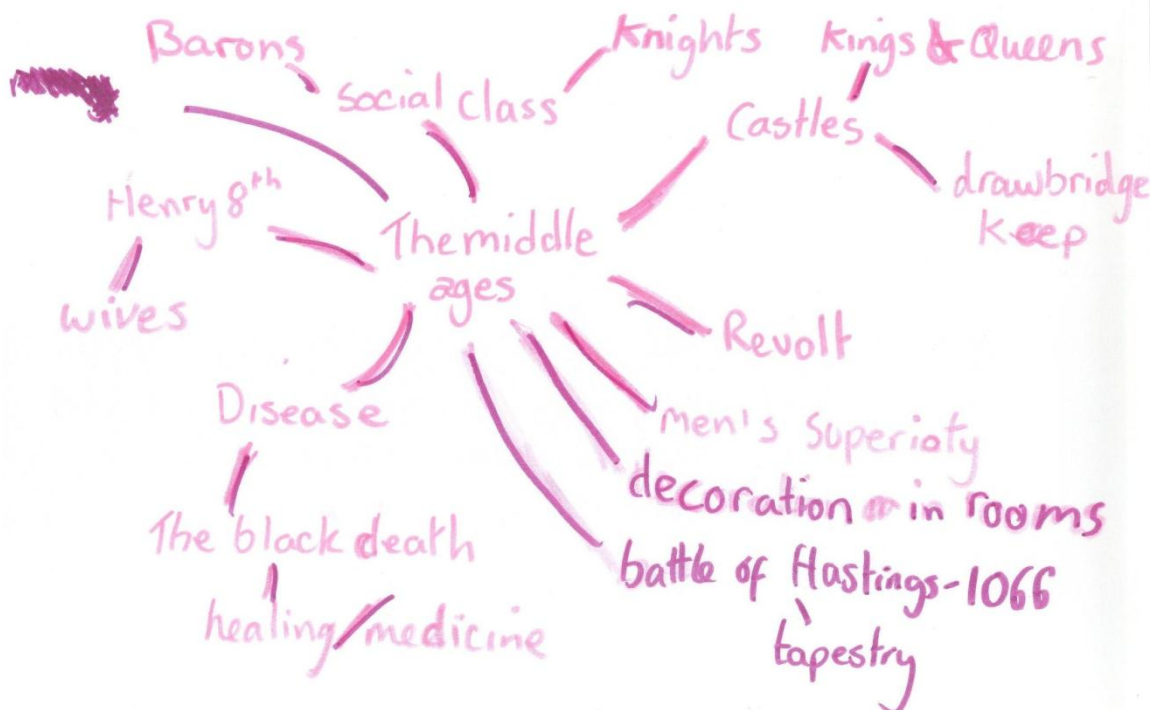 Barons
Knights
Kings & Queens
Social Class
Castles
drawbridge
Keep
Henry 8th
The middle
ages
wives
Revolt
Disease
Men's Superioty
decoration in rooms
The black death
battle of Hastings-1066
healing/medicine
tapestry